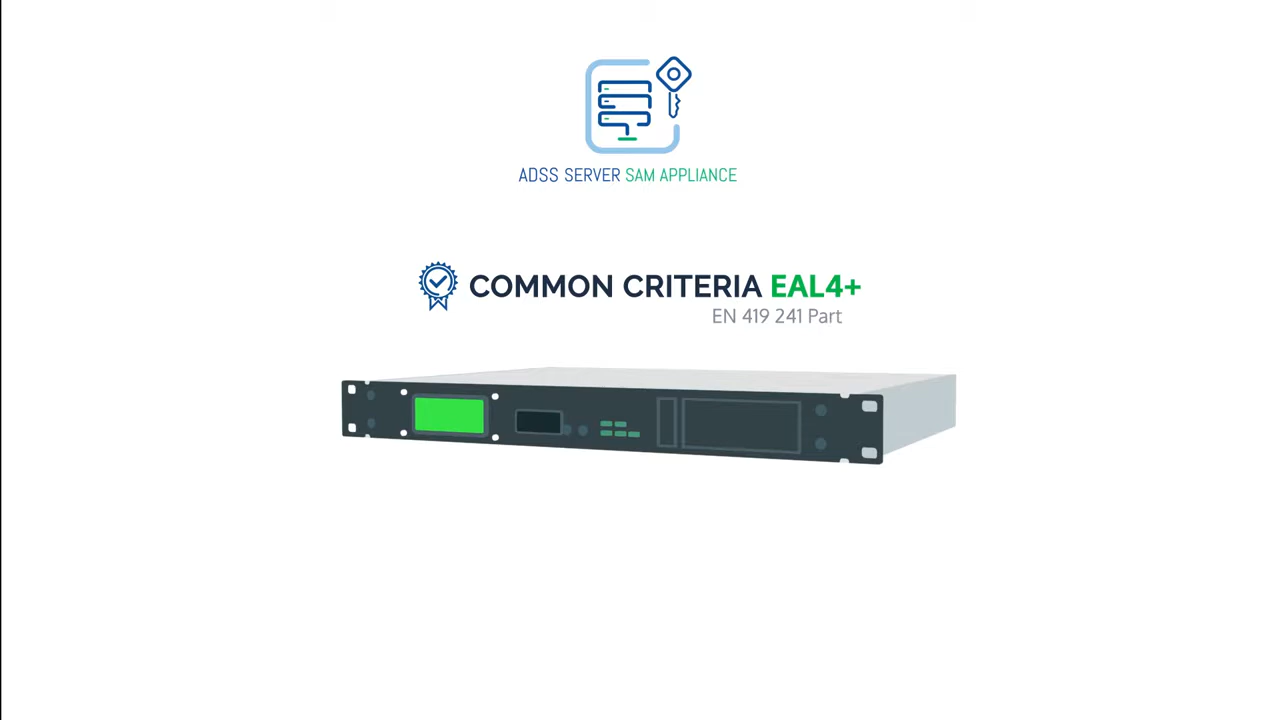 ADSS SERVER SAM APPLIANCE
COMMON CRITERIA EAL4+
EN 419 241 Part